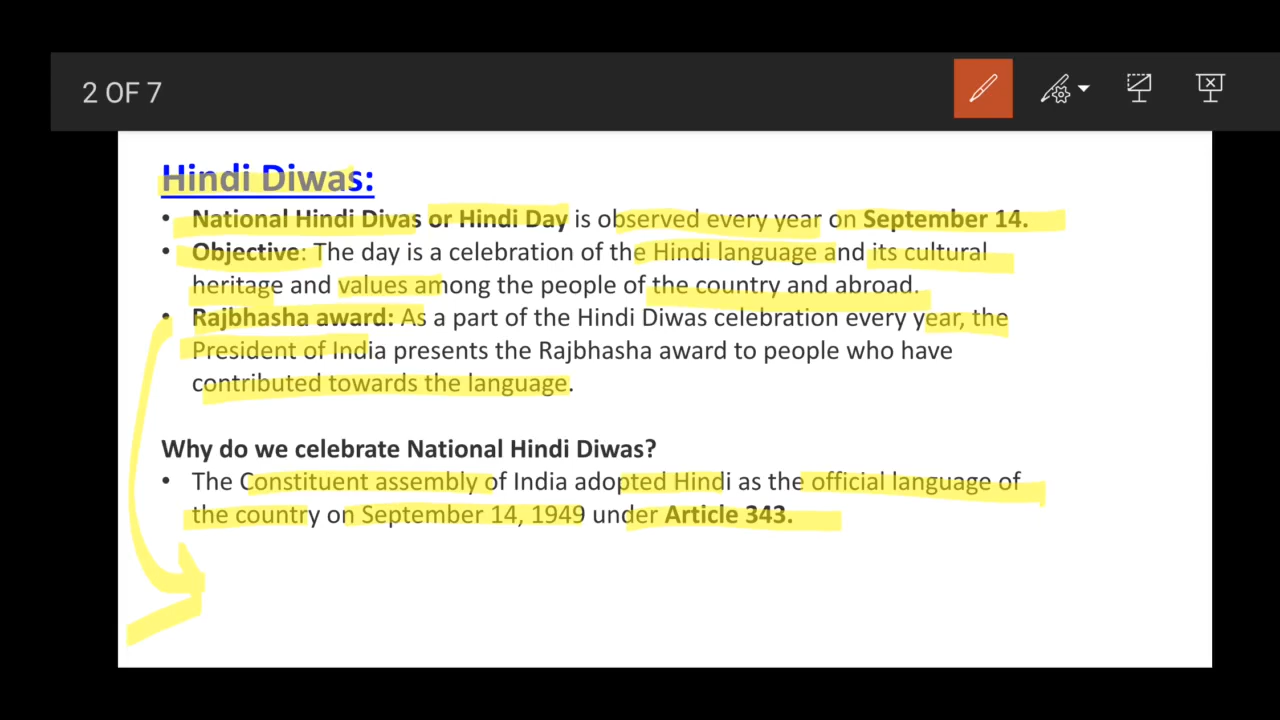 2 OF 7
Hindi Diwas:
• National Hindi Divas or Hindi Day is observed every year on September 14.
• Objective: The day is a celebration of the Hindi language and its cultural
heritage and values among the people of the country and abroad.
• Rajbhasha award: As a part of the Hindi Diwas celebration every year, the
President of India presents the Rajbhasha award to people who have
contributed towards the language.
Why do we celebrate National Hindi Diwas?
• The Constituent assembly of India adopted Hindi as the official language of
the country on September 14, 1949 under Article 343.